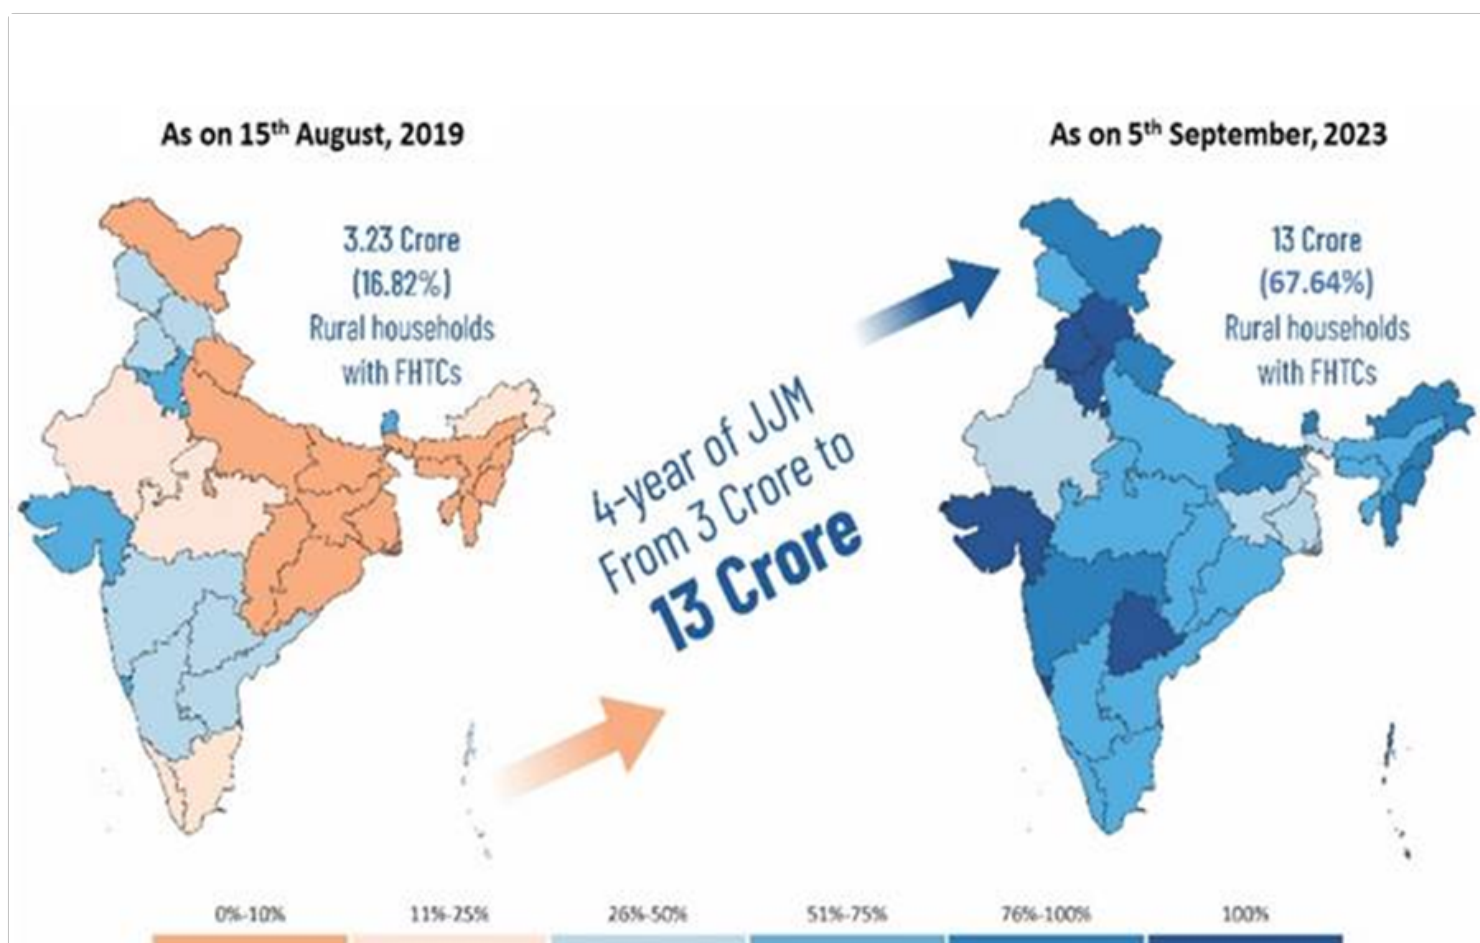 As on 15th August, 2019
3.23 Crore
(16.82%)
Rural households
with FHTCs
4-year of JJM
From 3 Crore to
13 Crore
As on 5th September, 2023
13 Crore
(67.64%)
Rural households
with FHTCs
0%-10% 11%-25% 26%-50% 51%-75% 76%-100% 100%